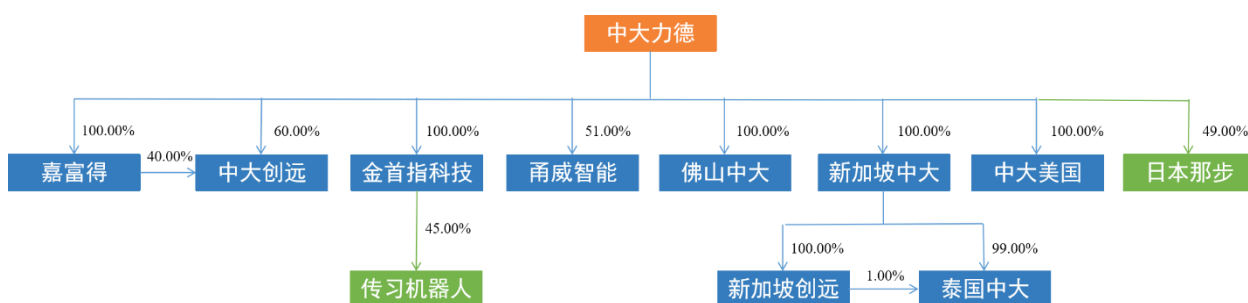 中大力德
100.00%
60.00%
100.00%
51.00%
100.00%
100.00%
100.00%
49.00%
40.00%
嘉富得
中大创远
金首指科技
甬威智能
佛山中大
新加坡中大
中大美国
日本那步
45.00%
100.00%
99.00%
1.00%
传习机器人
新加坡创远
泰国中大